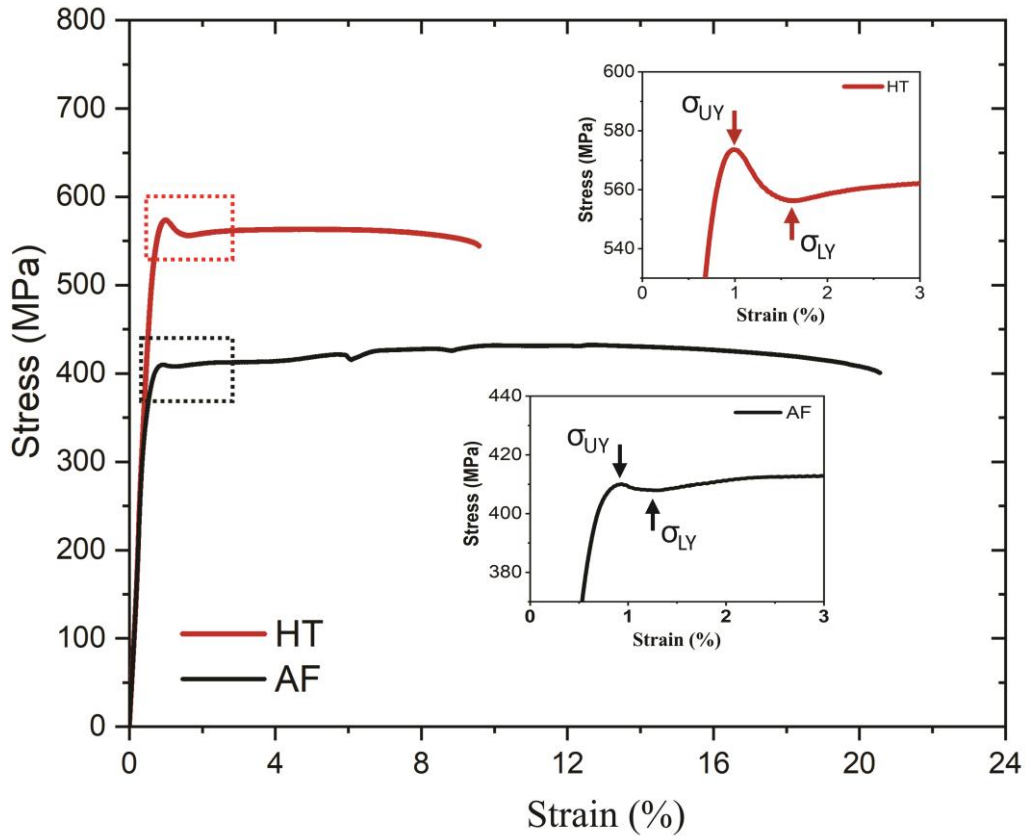 800
700
600
500
400
300
200
100
0
Stress (MPa)
0 4 8 12 16 20 24
Strain (%)
HT
AF
600
580
560
540
Stress (MPa)
HT
σUY
σLY
0 1 2 3
Strain (%)
440
420
400
380
Stress (MPa)
AF
σUY
σLY
0 1 2 3
Strain (%)